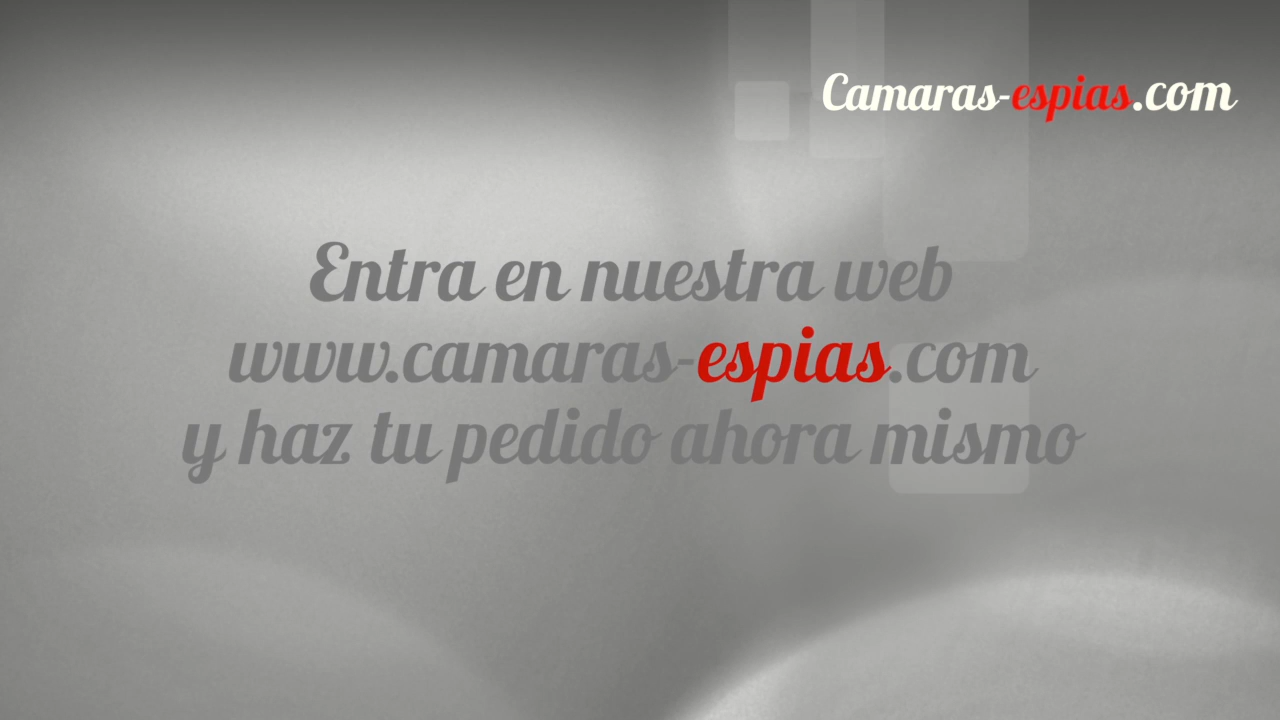 Camaras-espias.com
Entra en nuestra web
www.camaras-espias.com
y haz tu pedido ahora mismo